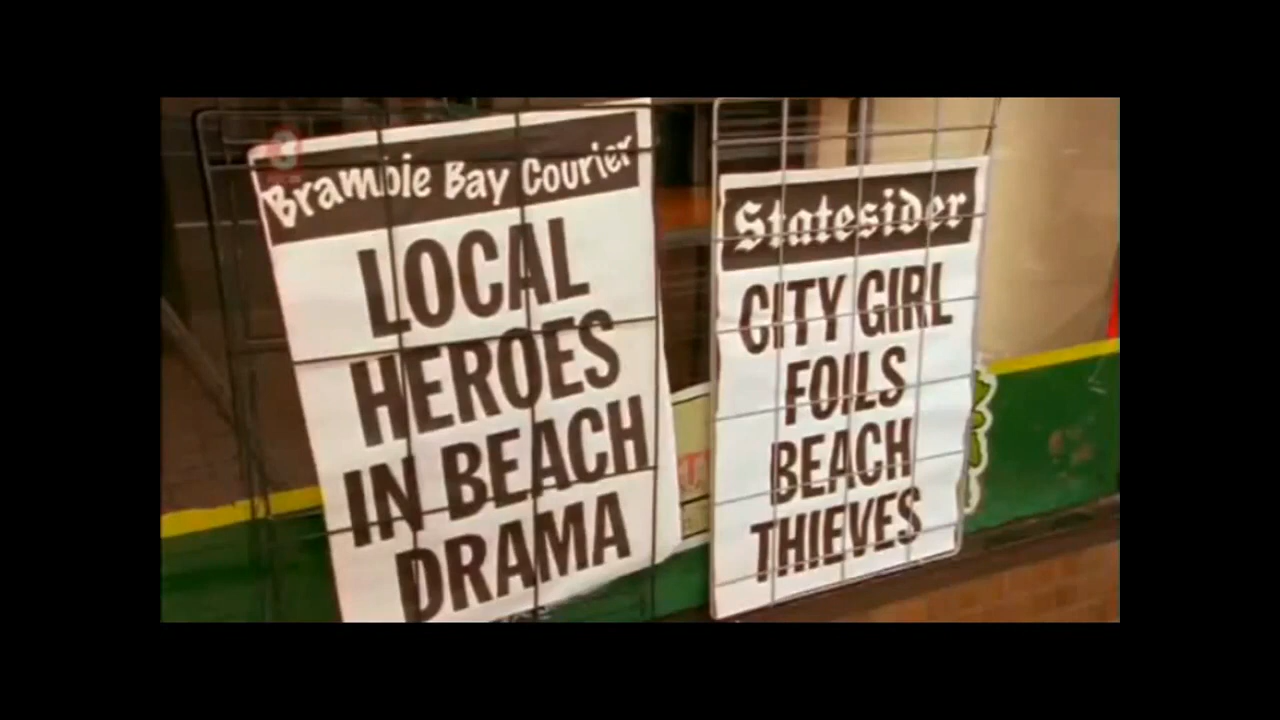 Brambie Bay Courier
LOCAL
HEROES
IN BEACH
DRAMA
Statesider
CITY GIRL
FOILS
BEACH
THIEVES